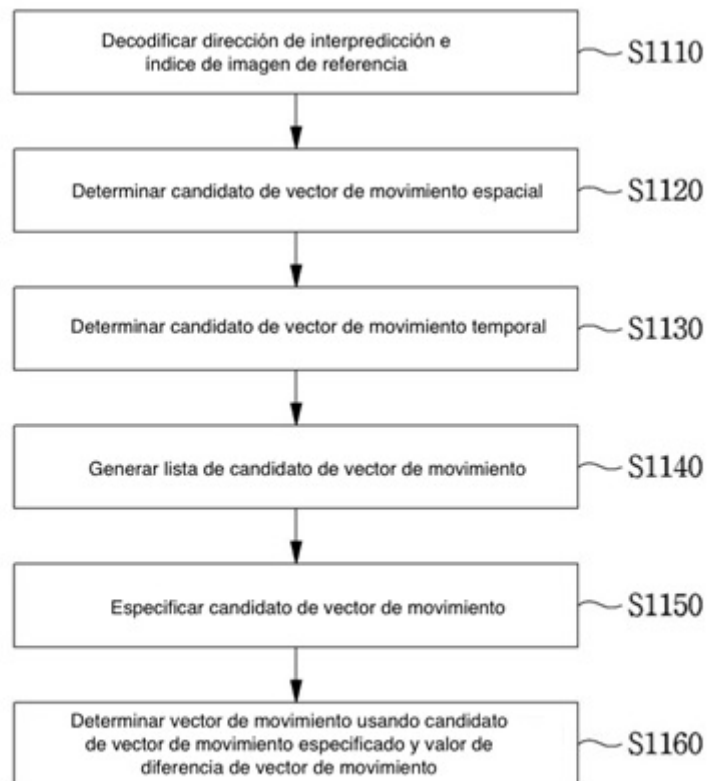 Decodificar dirección de interpredicción e
índice de imagen de referencia
S1110
Determinar candidato de vector de movimiento espacial
S1120
Determinar candidato de vector de movimiento temporal
S1130
Generar lista de candidato de vector de movimiento
S1140
Especificar candidato de vector de movimiento
S1150
Determinar vector de movimiento usando candidato
de vector de movimiento especificado y valor de
diferencia de vector de movimiento
S1160